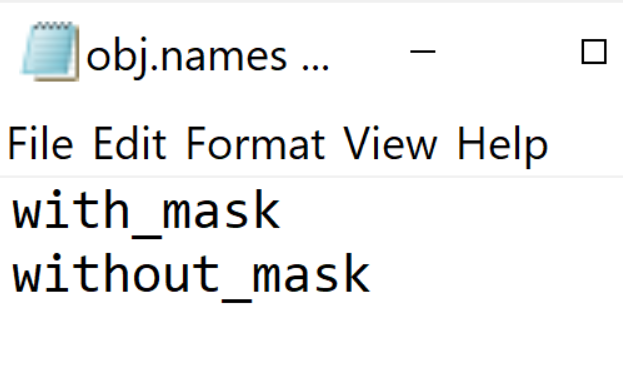 obj.names ...
File Edit Format View Help
with_mask
without_mask